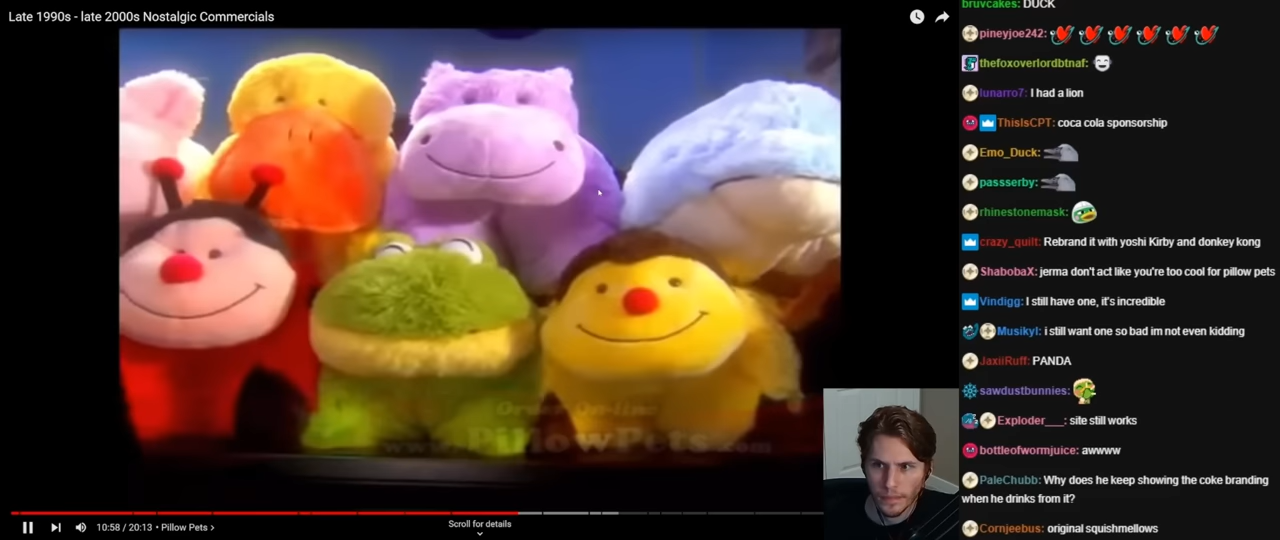 Late 1990s - late 2000s Nostalgic Commercials
Order On-line
www.PillowPets.com
10:58 / 20:13 • Pillow Pets ›
Scroll for details
bruvcakes: DUCK
pineyjoe242:
thefoxoverlordbtnaf:
lunarro7: I had a lion
ThisIsCPT: coca cola sponsorship
Emo_Duck:
passserby:
rhinestonemask:
crazy_quilt: Rebrand it with yoshi Kirby and donkey kong
ShabobaX: jerma don't act like you're too cool for pillow pets
Vindigg: I still have one, it's incredible
Musikyl: i still want one so bad im not even kidding
JaxiiRuff: PANDA
sawdustbunnies:
Exploder___: site still works
bottleofwormjuice: awwww
PaleChubb: Why does he keep showing the coke branding
when he drinks from it?
Cornjeebus: original squishmellows